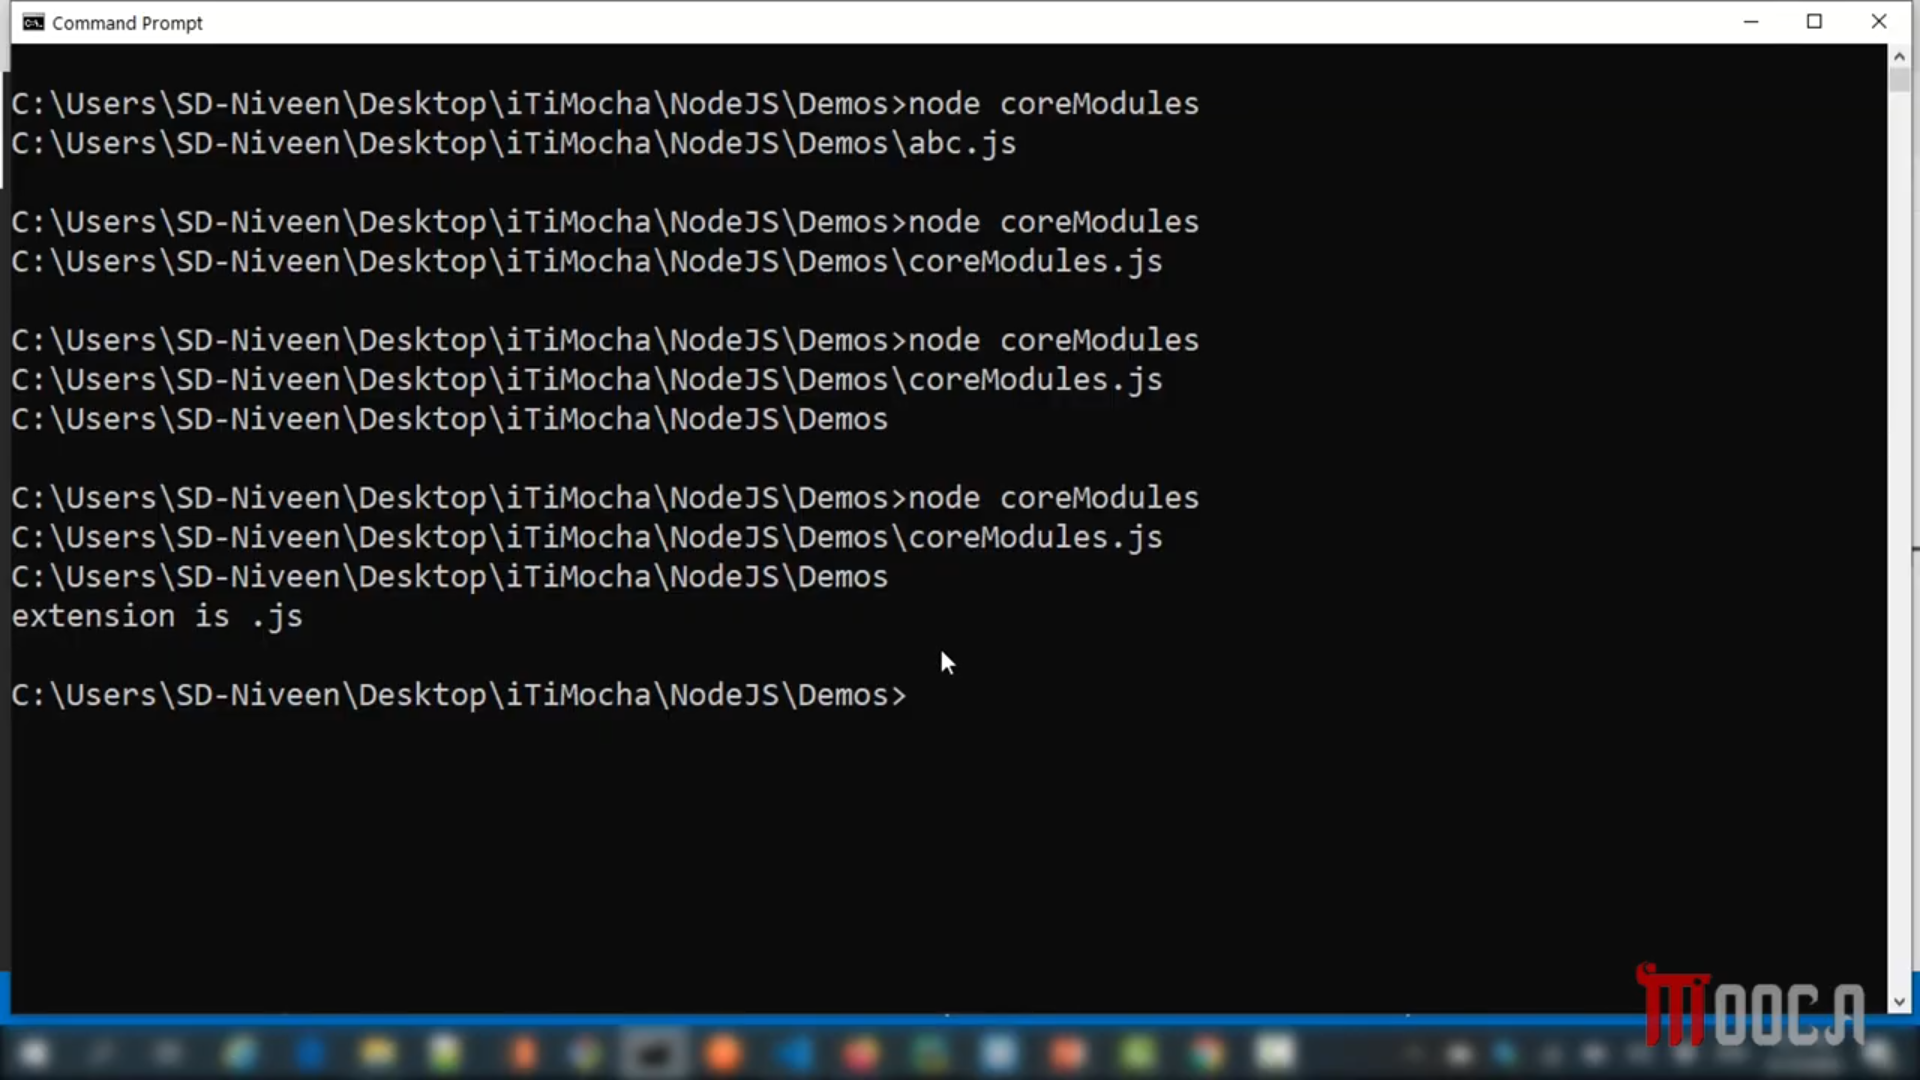 Command Prompt
C:\Users\SD-Niveen\Desktop\iTiMocha\NodeJS\Demos>node coreModules
C:\Users\SD-Niveen\Desktop\iTiMocha\NodeJS\Demos\abc.js
C:\Users\SD-Niveen\Desktop\iTiMocha\NodeJS\Demos>node coreModules
C:\Users\SD-Niveen\Desktop\iTiMocha\NodeJS\Demos\coreModules.js
C:\Users\SD-Niveen\Desktop\iTiMocha\NodeJS\Demos>node coreModules
C:\Users\SD-Niveen\Desktop\iTiMocha\NodeJS\Demos\coreModules.js
C:\Users\SD-Niveen\Desktop\iTiMocha\NodeJS\Demos
C:\Users\SD-Niveen\Desktop\iTiMocha\NodeJS\Demos>node coreModules
C:\Users\SD-Niveen\Desktop\iTiMocha\NodeJS\Demos\coreModules.js
C:\Users\SD-Niveen\Desktop\iTiMocha\NodeJS\Demos
extension is .js
C:\Users\SD-Niveen\Desktop\iTiMocha\NodeJS\Demos>